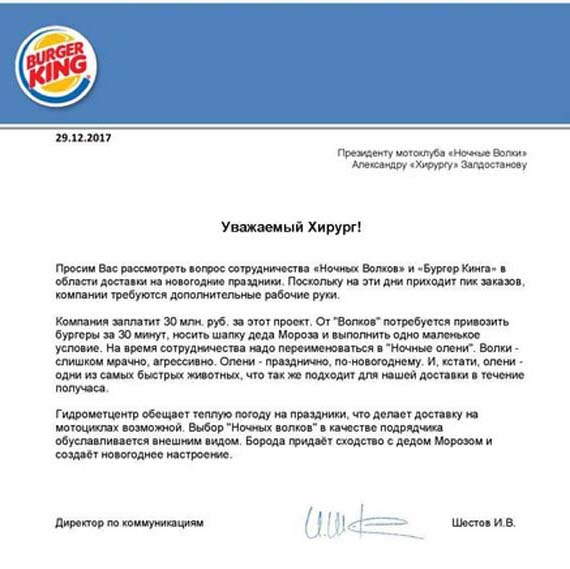 BURGER
KING
29.12.2017
Президенту мотоклуба «Ночные Волки»
Александру «Хирургу» Залдостанову
Уважаемый Хирург!
Просим Вас рассмотреть вопрос сотрудничества «Ночных Волков» и «Бургер Кинга» в
области доставки на новогодние праздники. Поскольку на эти дни приходит пик заказов,
компании требуются дополнительные рабочие руки.
Компания заплатит 30 млн. руб. за этот проект. От "Волков" потребуется привозить
бургеры за 30 минут, носить шапку деда Мороза и выполнить одно маленькое
условие. На время сотрудничества надо переименоваться в "Ночные олени". Волки -
слишком мрачно, агрессивно. Олени - празднично, по-новогоднему. И, кстати, олени -
одни из самых быстрых животных, что так же подходит для нашей доставки в течение
получаса.
Гидрометцентр обещает теплую погоду на праздники, что делает доставку на
мотоциклах возможной. Выбор "Ночных волков" в качестве подрядчика
обуславливается внешним видом. Борода придаёт сходство с дедом Морозом и
создаёт новогоднее настроение.
Директор по коммуникациям
Шестов И.В.